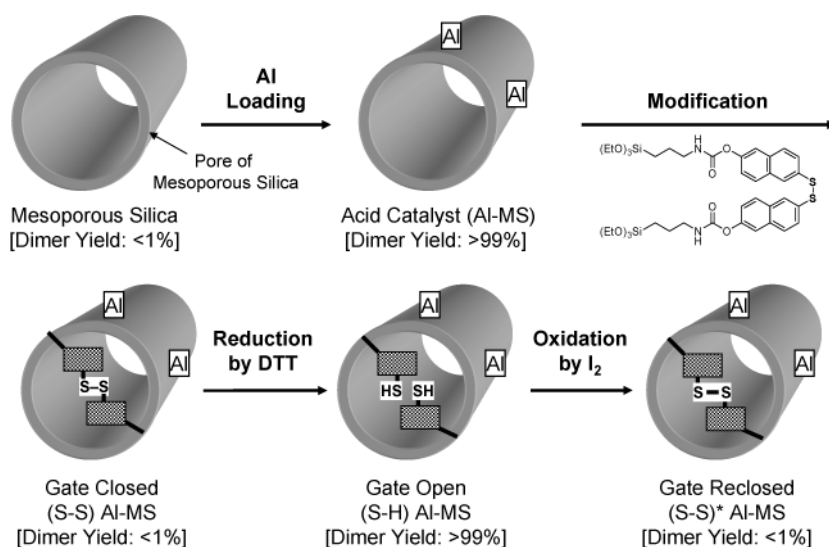 Al
Al
Al
Loading
Modification
Pore of
Mesoporous Silica
(EtO)3Si
NH
O
O
S
S
(EtO)3Si
NH
O
O
Mesoporous Silica
[Dimer Yield: <1%]
Acid Catalyst (Al-MS)
[Dimer Yield: >99%]
Al
Al
S–S
Reduction
by DTT
Al
Al
HS SH
Oxidation
by I2
Al
Al
S–S
Gate Closed
(S-S) Al-MS
[Dimer Yield: <1%]
Gate Open
(S-H) Al-MS
[Dimer Yield: >99%]
Gate Reclosed
(S-S)* Al-MS
[Dimer Yield: <1%]